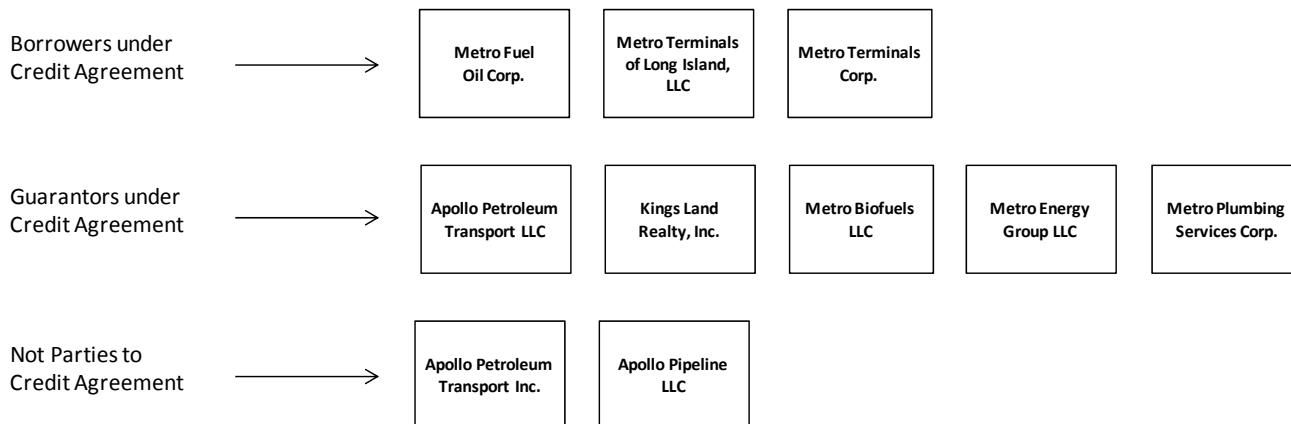 Borrowers under
Credit Agreement
Metro Fuel
Oil Corp.
Metro Terminals
of Long Island,
LLC
Metro Terminals
Corp.
Guarantors under
Credit Agreement
Apollo Petroleum
Transport LLC
Kings Land
Realty, Inc.
Metro Biofuels
LLC
Metro Energy
Group LLC
Metro Plumbing
Services Corp.
Not Parties to
Credit Agreement
Apollo Petroleum
Transport Inc.
Apollo Pipeline
LLC